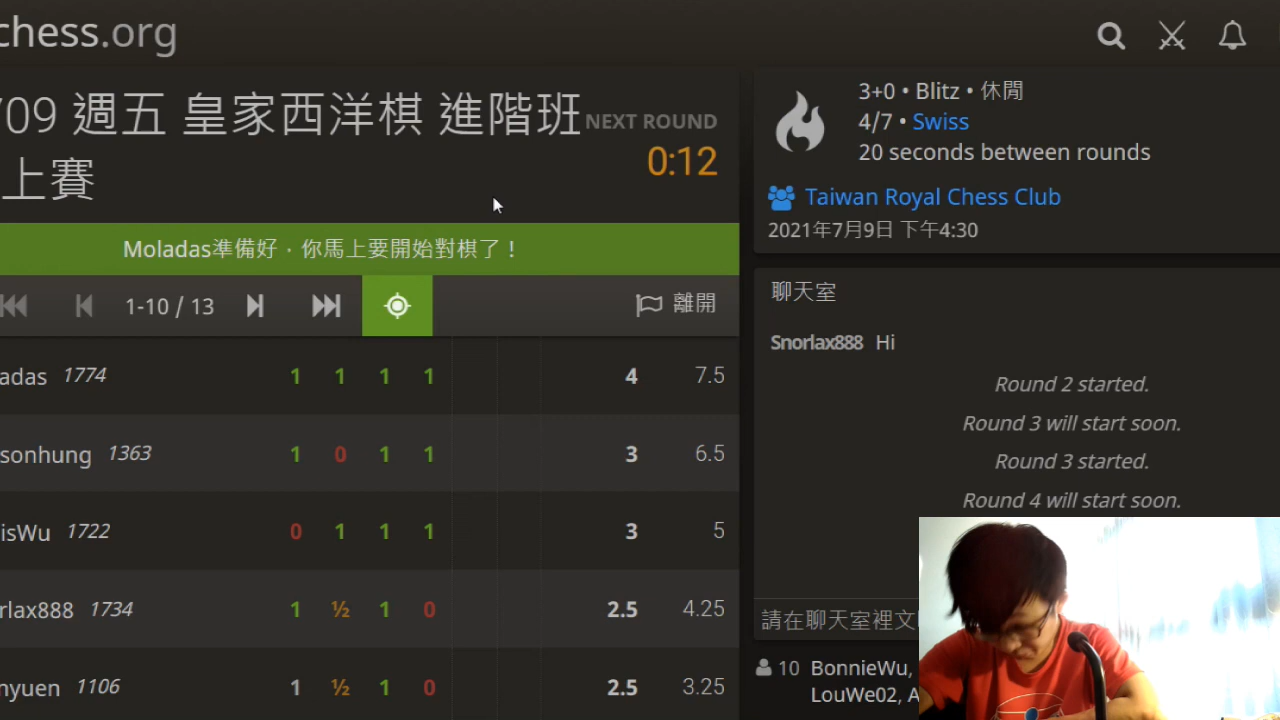 chess.org
/09 週五 皇家西洋棋 進階班
上賽
NEXT ROUND
0:12
Moladas準備好,你馬上要開始對棋了!
1-10 / 13
離開
adas 1774 1 1 1 1 4 7.5
sonhung 1363 1 0 1 1 3 6.5
isWu 1722 0 1 1 1 3 5
rlax888 1734 1 ½ 1 0 2.5 4.25
nyuen 1106 1 ½ 1 0 2.5 3.25
3+0 • Blitz • 休閒
4/7 • Swiss
20 seconds between rounds
Taiwan Royal Chess Club
2021年7月9日 下午4:30
聊天室
Snorlax888 Hi
Round 2 started.
Round 3 will start soon.
Round 3 started.
Round 4 will start soon.
請在聊天室裡文
10 BonnieWu,
LouWe02, A